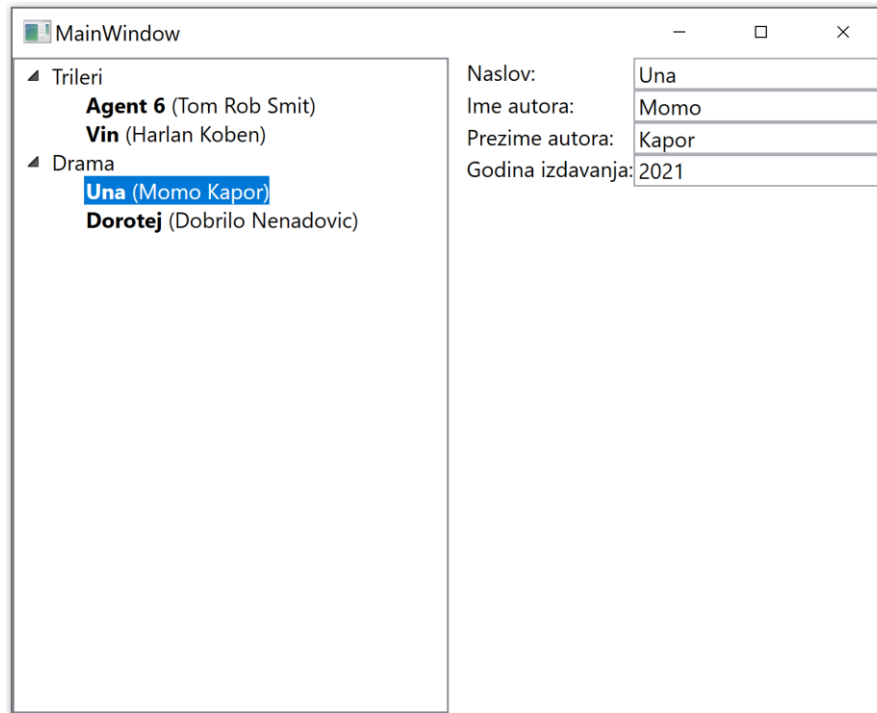 MainWindow
Trileri
Agent 6 (Tom Rob Smit)
Vin (Harlan Koben)
Drama
Una (Momo Kapor)
Dorotej (Dobrilo Nenadovic)
Naslov: Una
Ime autora: Momo
Prezime autora: Kapor
Godina izdavanja: 2021